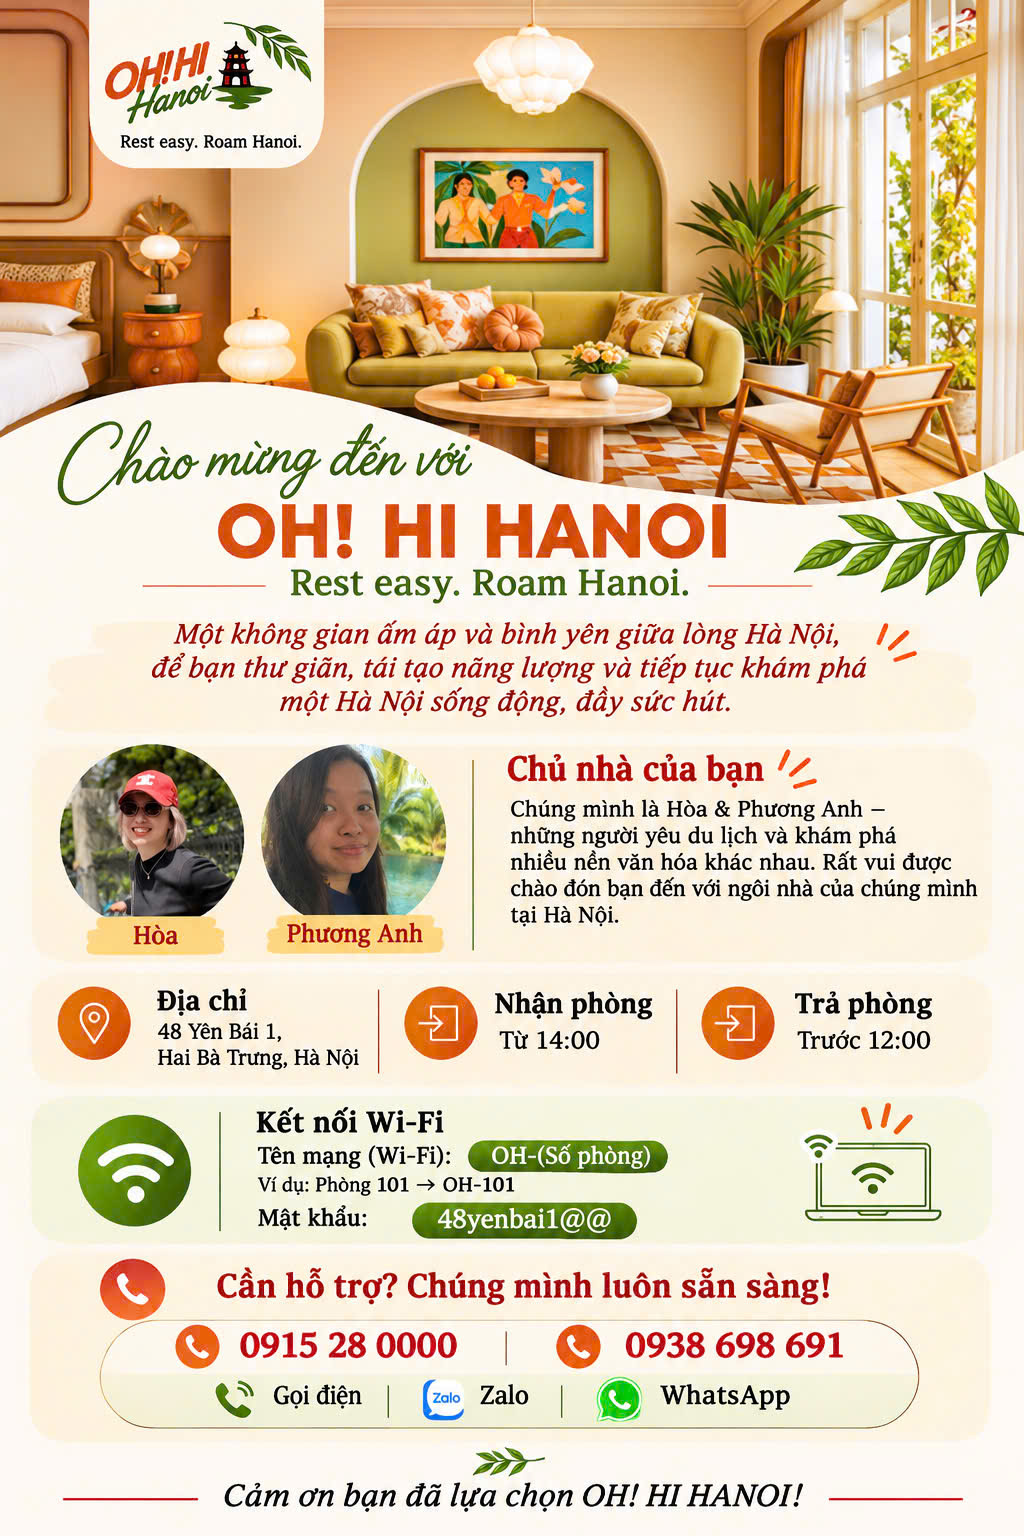 OH! HI
Hanoi
Rest easy. Roam Hanoi.
Chào mừng đến với
OH! HI HANOI
Rest easy. Roam Hanoi.
Một không gian ấm áp và bình yên giữa lòng Hà Nội,
để bạn thư giãn, tái tạo năng lượng và tiếp tục khám phá
một Hà Nội sống động, đầy sức hút.
Hòa
Phương Anh
Chủ nhà của bạn
Chúng mình là Hòa & Phương Anh –
những người yêu du lịch và khám phá
nhiều nền văn hóa khác nhau. Rất vui được
chào đón bạn đến với ngôi nhà của chúng mình
tại Hà Nội.
Địa chỉ
48 Yên Bái 1,
Hai Bà Trưng, Hà Nội
Nhận phòng
Từ 14:00
Trả phòng
Trước 12:00
Kết nối Wi-Fi
Tên mạng (Wi-Fi): OH-(Số phòng)
Ví dụ: Phòng 101 → OH-101
Mật khẩu: 48yenbai1@@
Cần hỗ trợ? Chúng mình luôn sẵn sàng!
0915 28 0000
0938 698 691
Gọi điện
Zalo Zalo
WhatsApp
Cảm ơn bạn đã lựa chọn OH! HI HANOI!